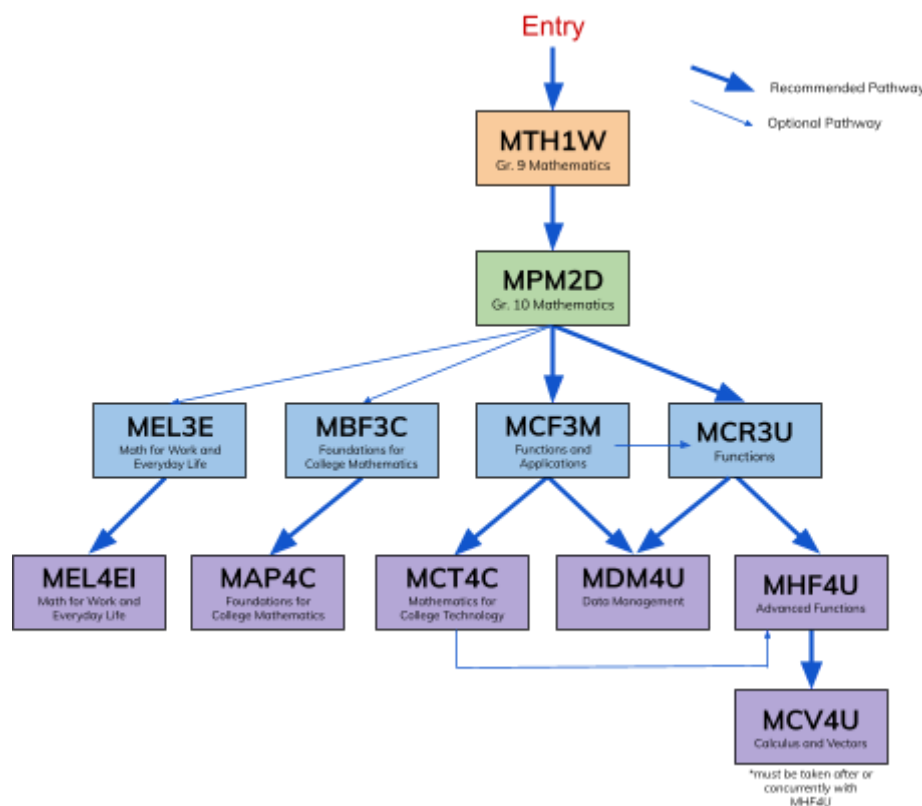 Entry
Recommended Pathway
Optional Pathway
MTH1W
Gr. 9 Mathematics
MPM2D
Gr. 10 Mathematics
MEL3E
Math for Work and
Everyday Life
MBF3C
Foundations for
College Mathematics
MCF3M
Functions and
Applications
MCR3U
Functions
MEL4EI
Math for Work and
Everyday Life
MAP4C
Foundations for
College Mathematics
MCT4C
Mathematics for
College Technology
MDM4U
Data Management
MHF4U
Advanced Functions
MCV4U
Calculus and Vectors
*must be taken after or
concurrently with
MHF4U